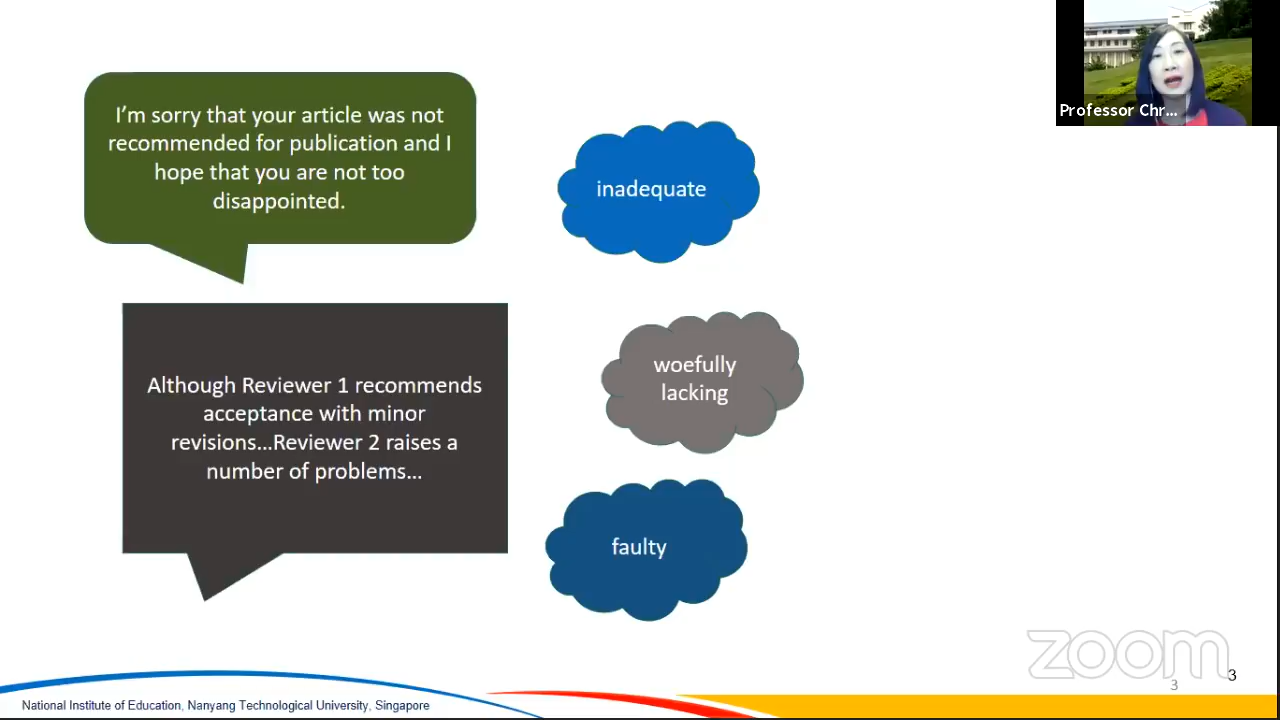 I'm sorry that your article was not
recommended for publication and I
hope that you are not too
disappointed.
Although Reviewer 1 recommends
acceptance with minor
revisions...Reviewer 2 raises a
number of problems...
inadequate
woefully
lacking
faulty
Professor Chr...
zoom
3
3
National Institute of Education, Nanyang Technological University, Singapore